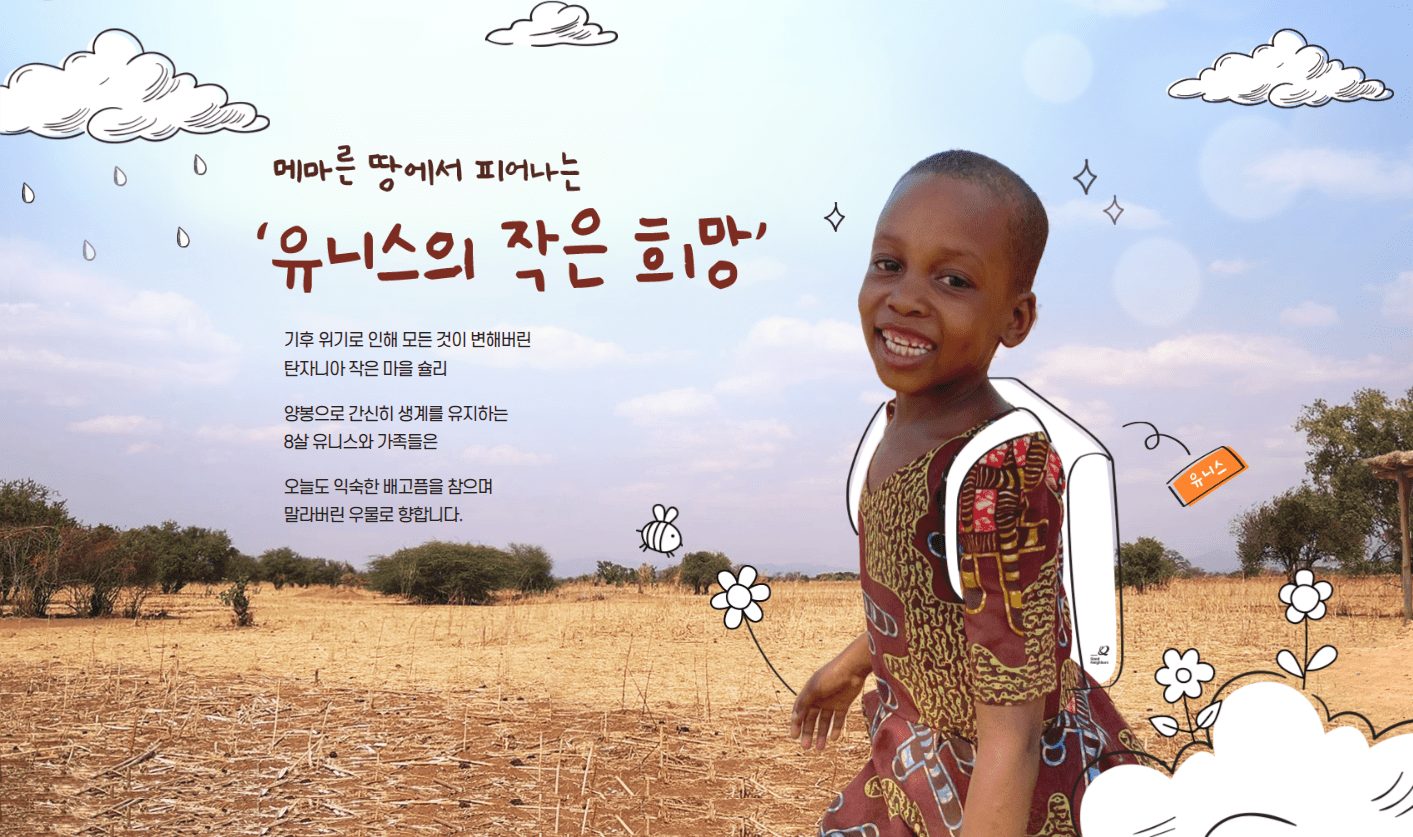 메마른 땅에서 피어나는
‘유니스의 작은 희망’
기후 위기로 인해 모든 것이 변해버린
탄자니아 작은 마을 슐리
양봉으로 간신히 생계를 유지하는
8살 유니스와 가족들은
오늘도 익숙한 배고픔을 참으며
말라버린 우물로 향합니다.
유니스
Good
Neighbors